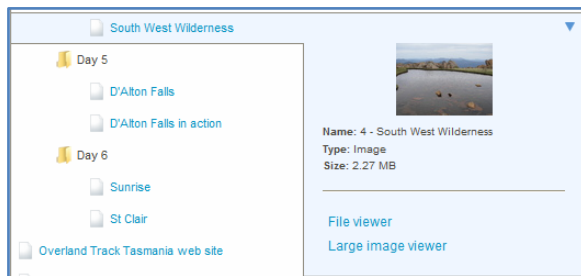 South West Wilderness
Day 5
D'Alton Falls
D'Alton Falls in action
Day 6
Sunrise
St Clair
Overland Track Tasmania web site
Name: 4 - South West Wilderness
Type: Image
Size: 2.27 MB
File viewer
Large image viewer